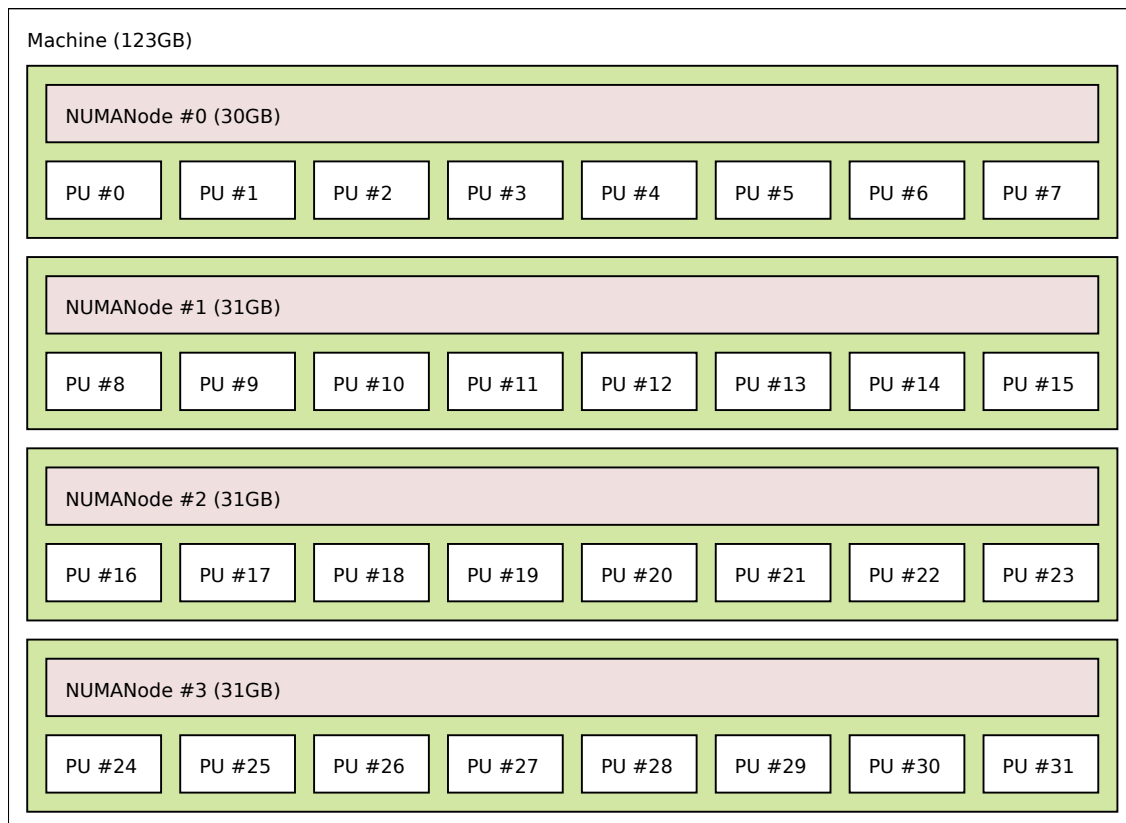 Machine (123GB)
NUMANode #0 (30GB)
PU #0 PU #1 PU #2 PU #3 PU #4 PU #5 PU #6 PU #7
NUMANode #1 (31GB)
PU #8 PU #9 PU #10 PU #11 PU #12 PU #13 PU #14 PU #15
NUMANode #2 (31GB)
PU #16 PU #17 PU #18 PU #19 PU #20 PU #21 PU #22 PU #23
NUMANode #3 (31GB)
PU #24 PU #25 PU #26 PU #27 PU #28 PU #29 PU #30 PU #31